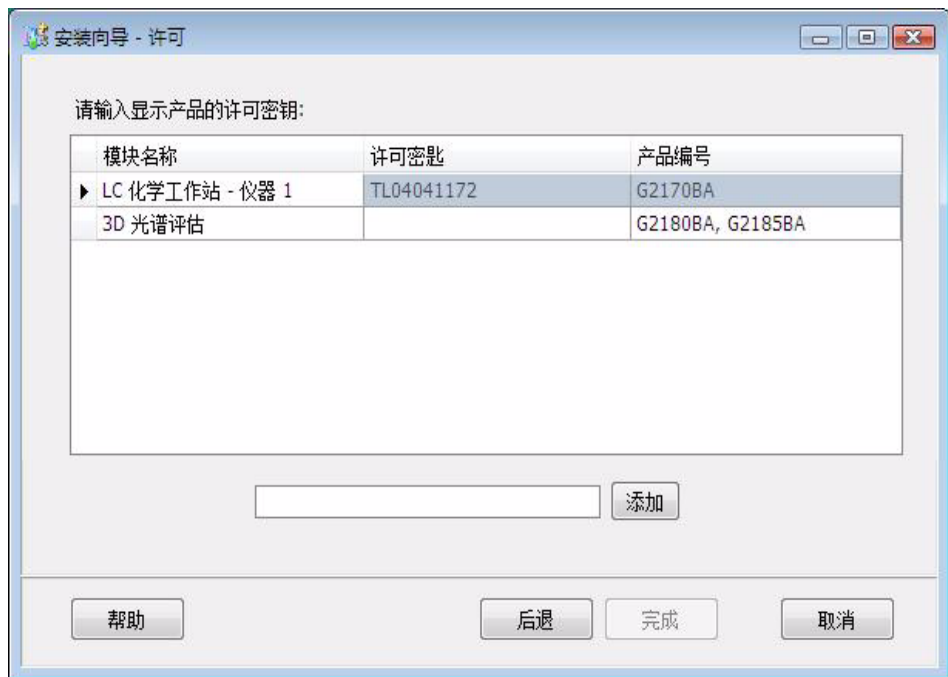 安装向导 - 许可
请输入显示产品的许可密钥:
模块名称 许可密匙 产品编号
LC 化学工作站 - 仪器 1 TL04041172 G2170BA
3D 光谱评估 G2180BA, G2185BA
添加
帮助 后退 完成 取消